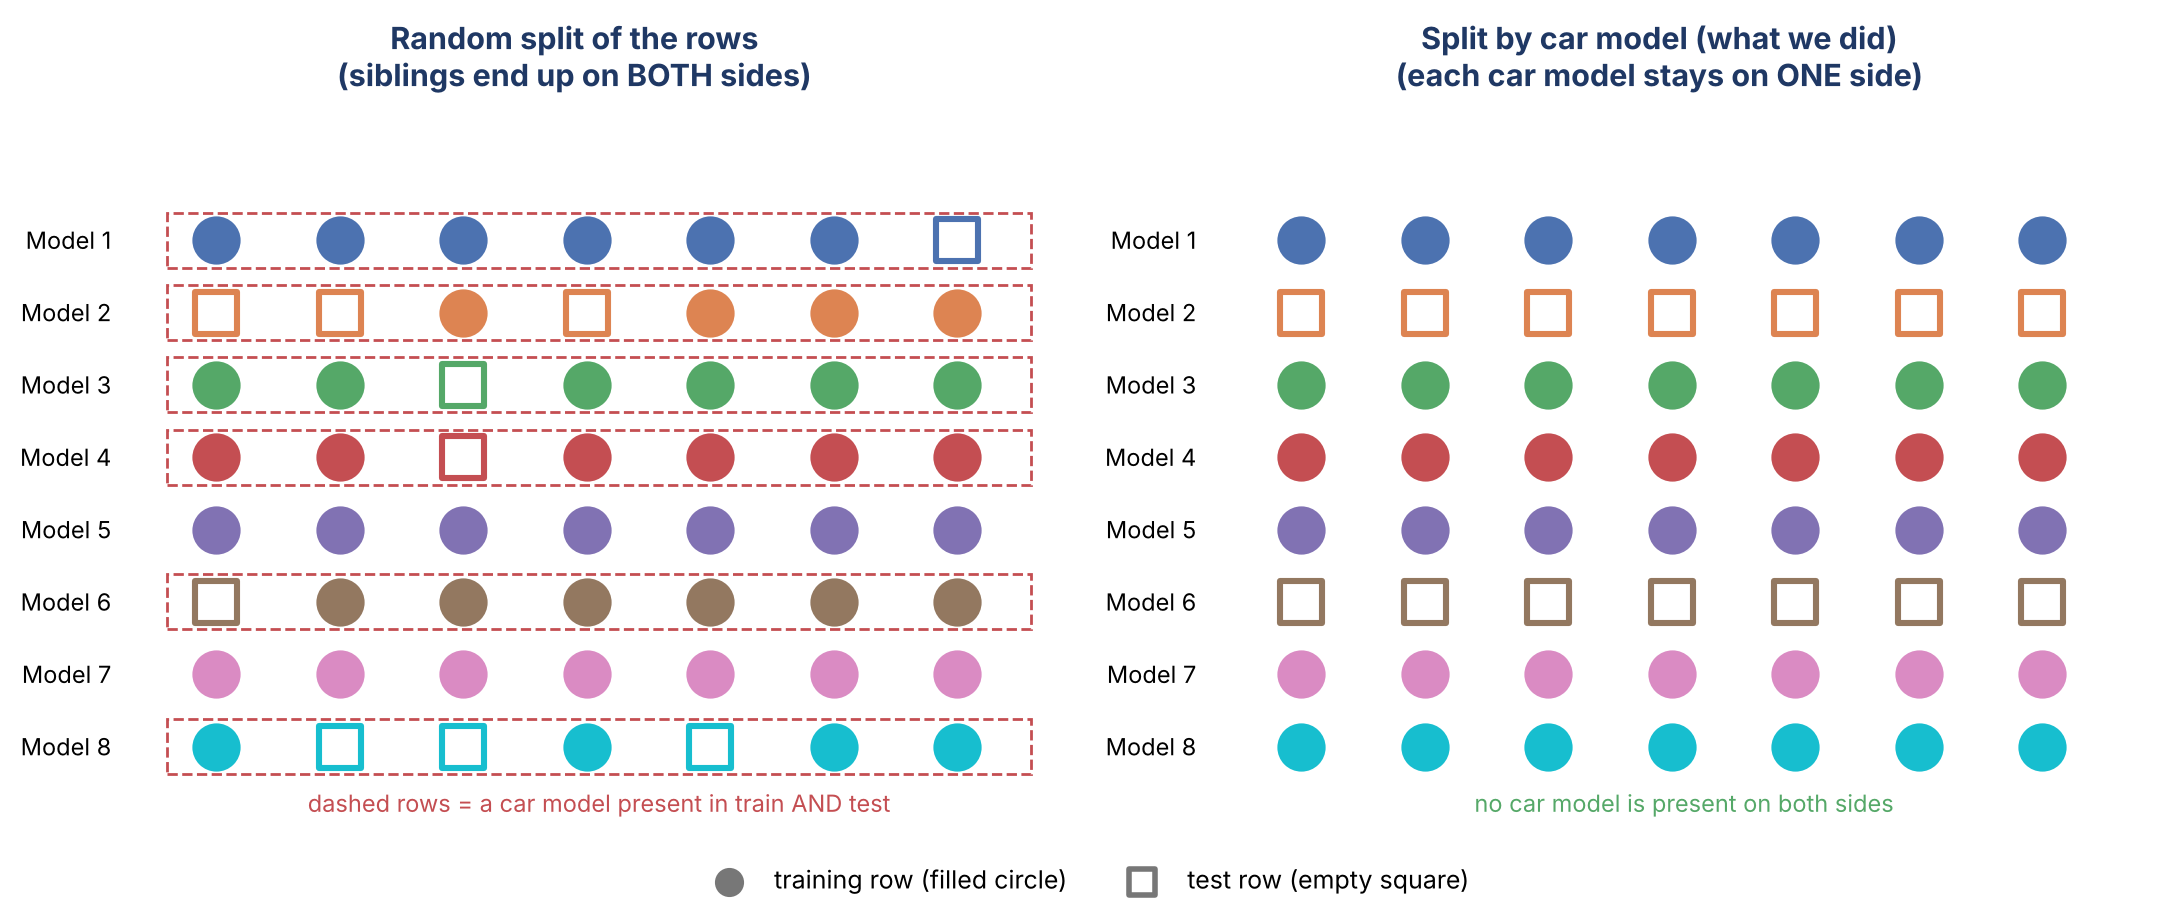 Random split of the rows
(siblings end up on BOTH sides)
Model 1
Model 2
Model 3
Model 4
Model 5
Model 6
Model 7
Model 8
dashed rows = a car model present in train AND test
Split by car model (what we did)
(each car model stays on ONE side)
Model 1
Model 2
Model 3
Model 4
Model 5
Model 6
Model 7
Model 8
no car model is present on both sides
training row (filled circle)
test row (empty square)